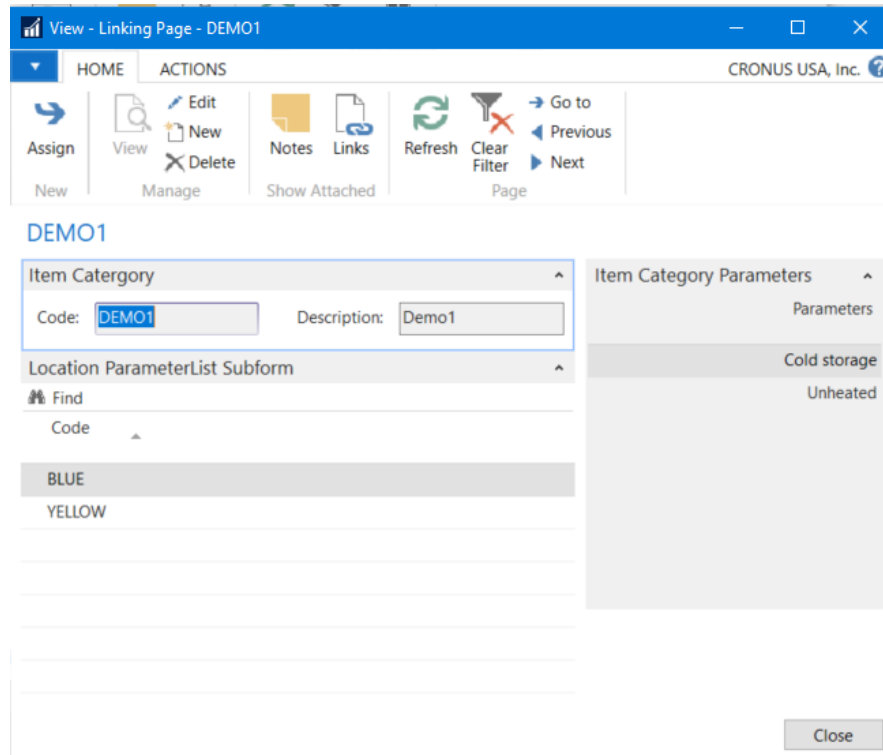 View - Linking Page - DEMO1
HOME ACTIONS CRONUS USA, Inc. ?
Assign View Edit New Delete Notes Links Refresh Clear Filter Go to Previous Next
New Manage Show Attached Page
DEMO1
Item Catergory
Code: DEMO1 Description: Demo1
Location ParameterList Subform
Find
Code
BLUE
YELLOW
Item Category Parameters
Parameters
Cold storage
Unheated
Close